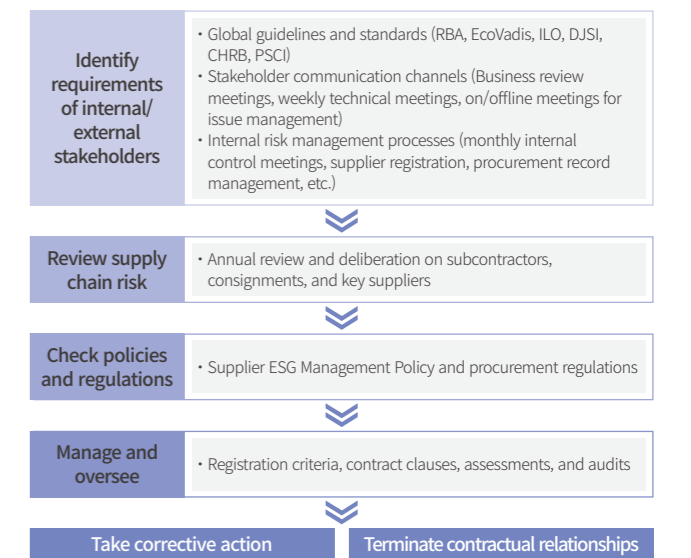 Identify
requirements
of internal/
external
stakeholders
・Global guidelines and standards (RBA, EcoVadis, ILO, DJSI,
CHRB, PSCI)
・Stakeholder communication channels (Business review
meetings, weekly technical meetings, on/offline meetings for
issue management)
・Internal risk management processes (monthly internal
control meetings, supplier registration, procurement record
management, etc.)
Review supply
chain risk
・Annual review and deliberation on subcontractors,
consignments, and key suppliers
Check policies
and regulations
・Supplier ESG Management Policy and procurement regulations
Manage and
oversee
・Registration criteria, contract clauses, assessments, and audits
Take corrective action
Terminate contractual relationships